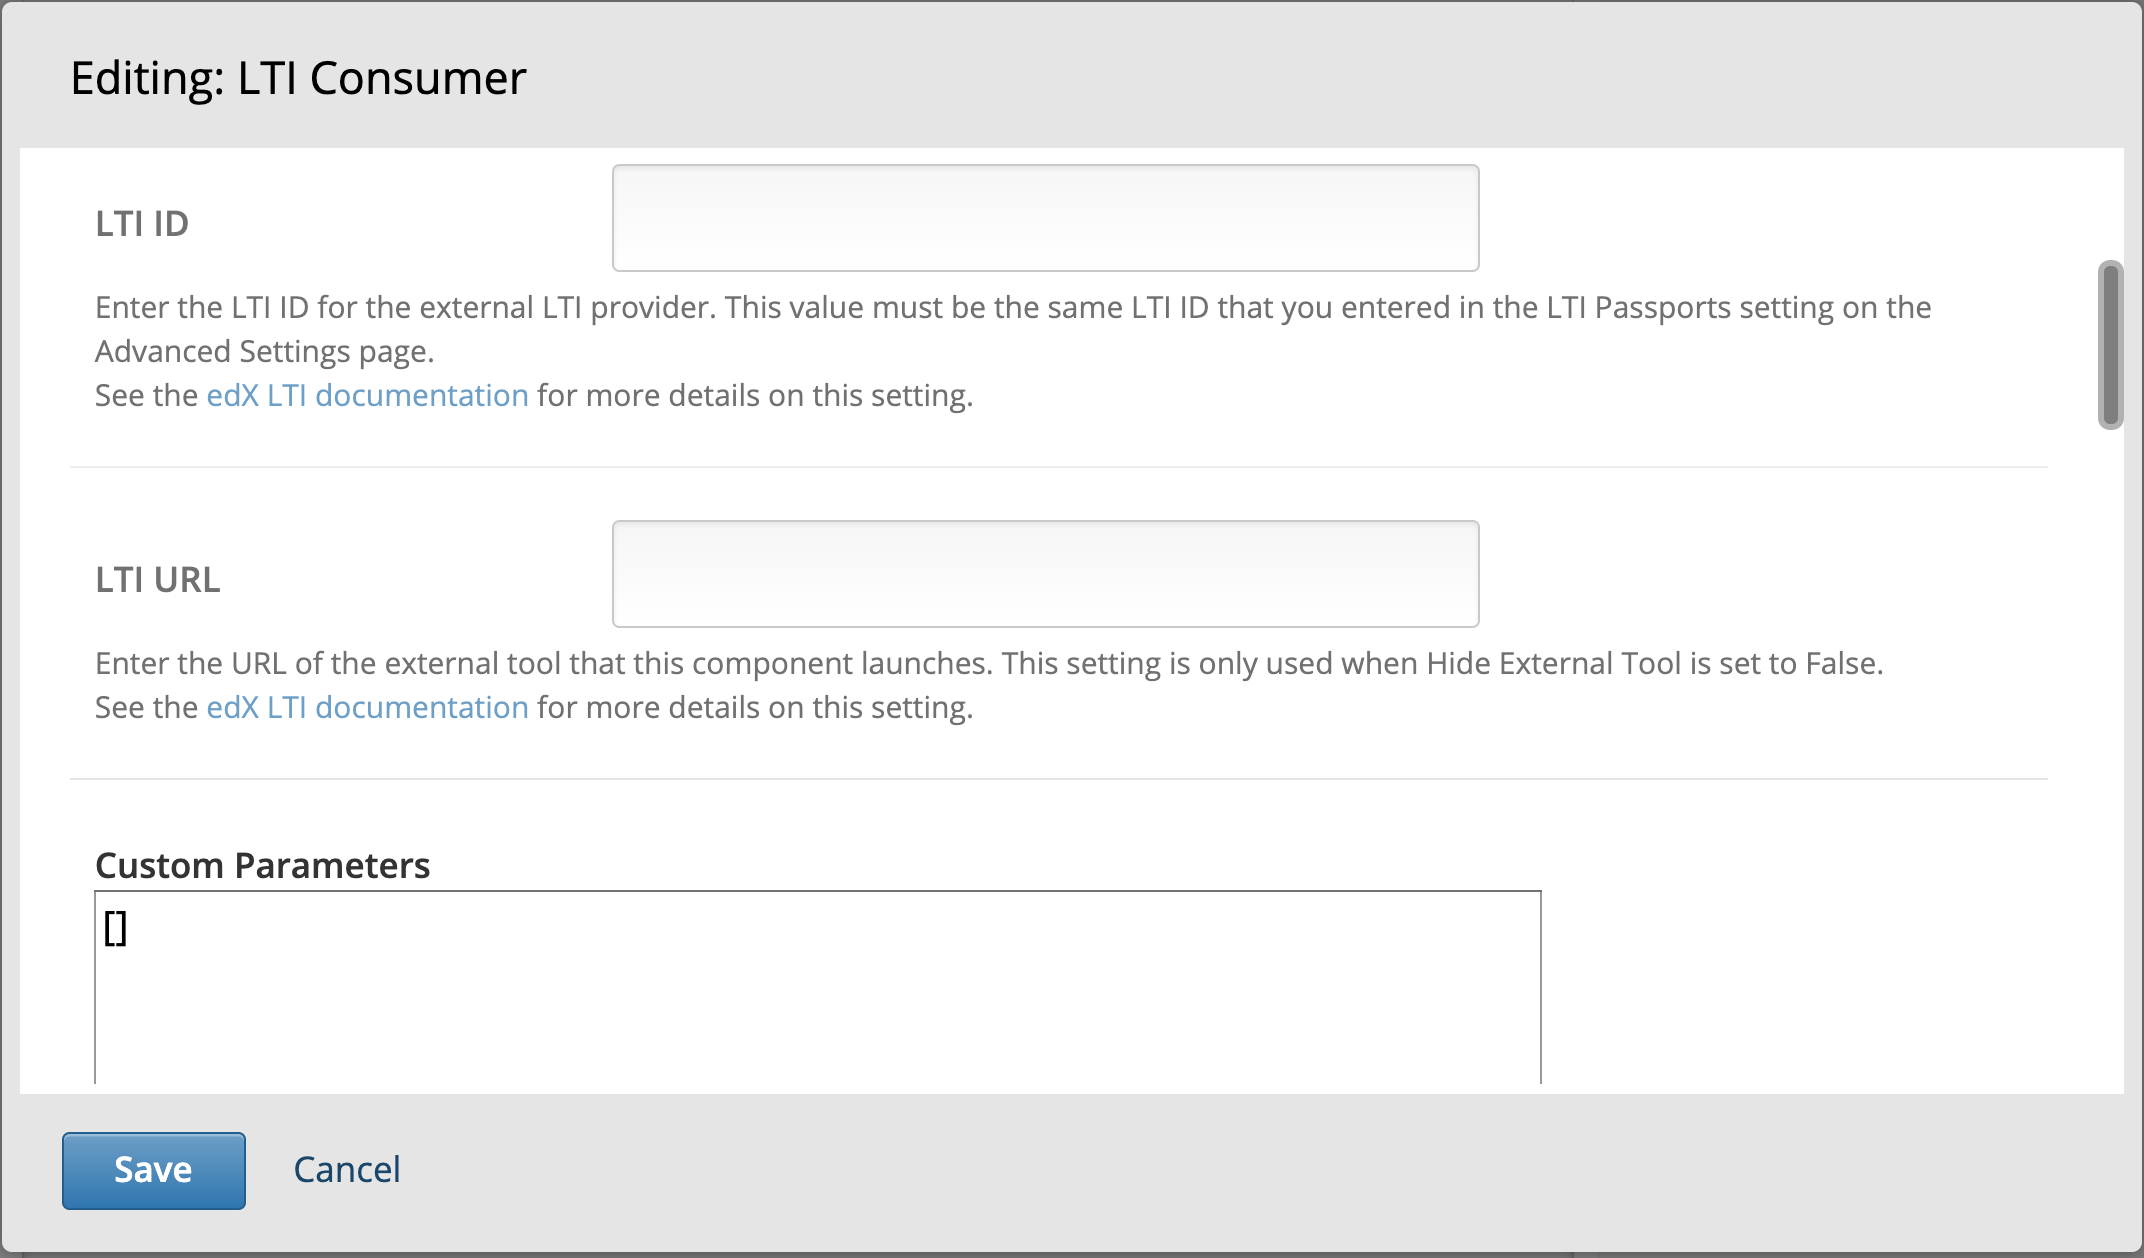 Editing: LTI Consumer
LTI ID
Enter the LTI ID for the external LTI provider. This value must be the same LTI ID that you entered in the LTI Passports setting on the
Advanced Settings page.
See the edX LTI documentation for more details on this setting.
LTI URL
Enter the URL of the external tool that this component launches. This setting is only used when Hide External Tool is set to False.
See the edX LTI documentation for more details on this setting.
Custom Parameters
[]
Save Cancel